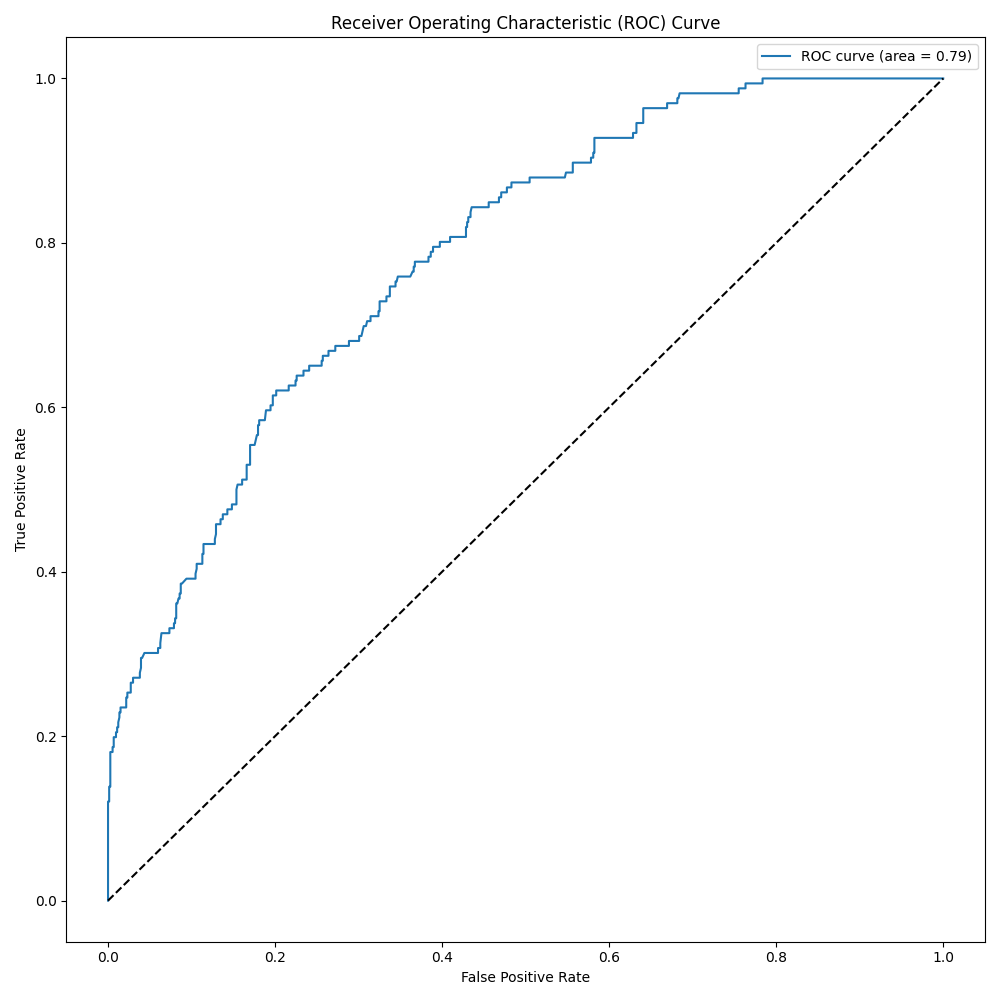 Receiver Operating Characteristic (ROC) Curve
ROC curve (area = 0.79)
1.0
0.8
0.6
0.4
0.2
0.0
True Positive Rate
0.0 0.2 0.4 0.6 0.8 1.0
False Positive Rate